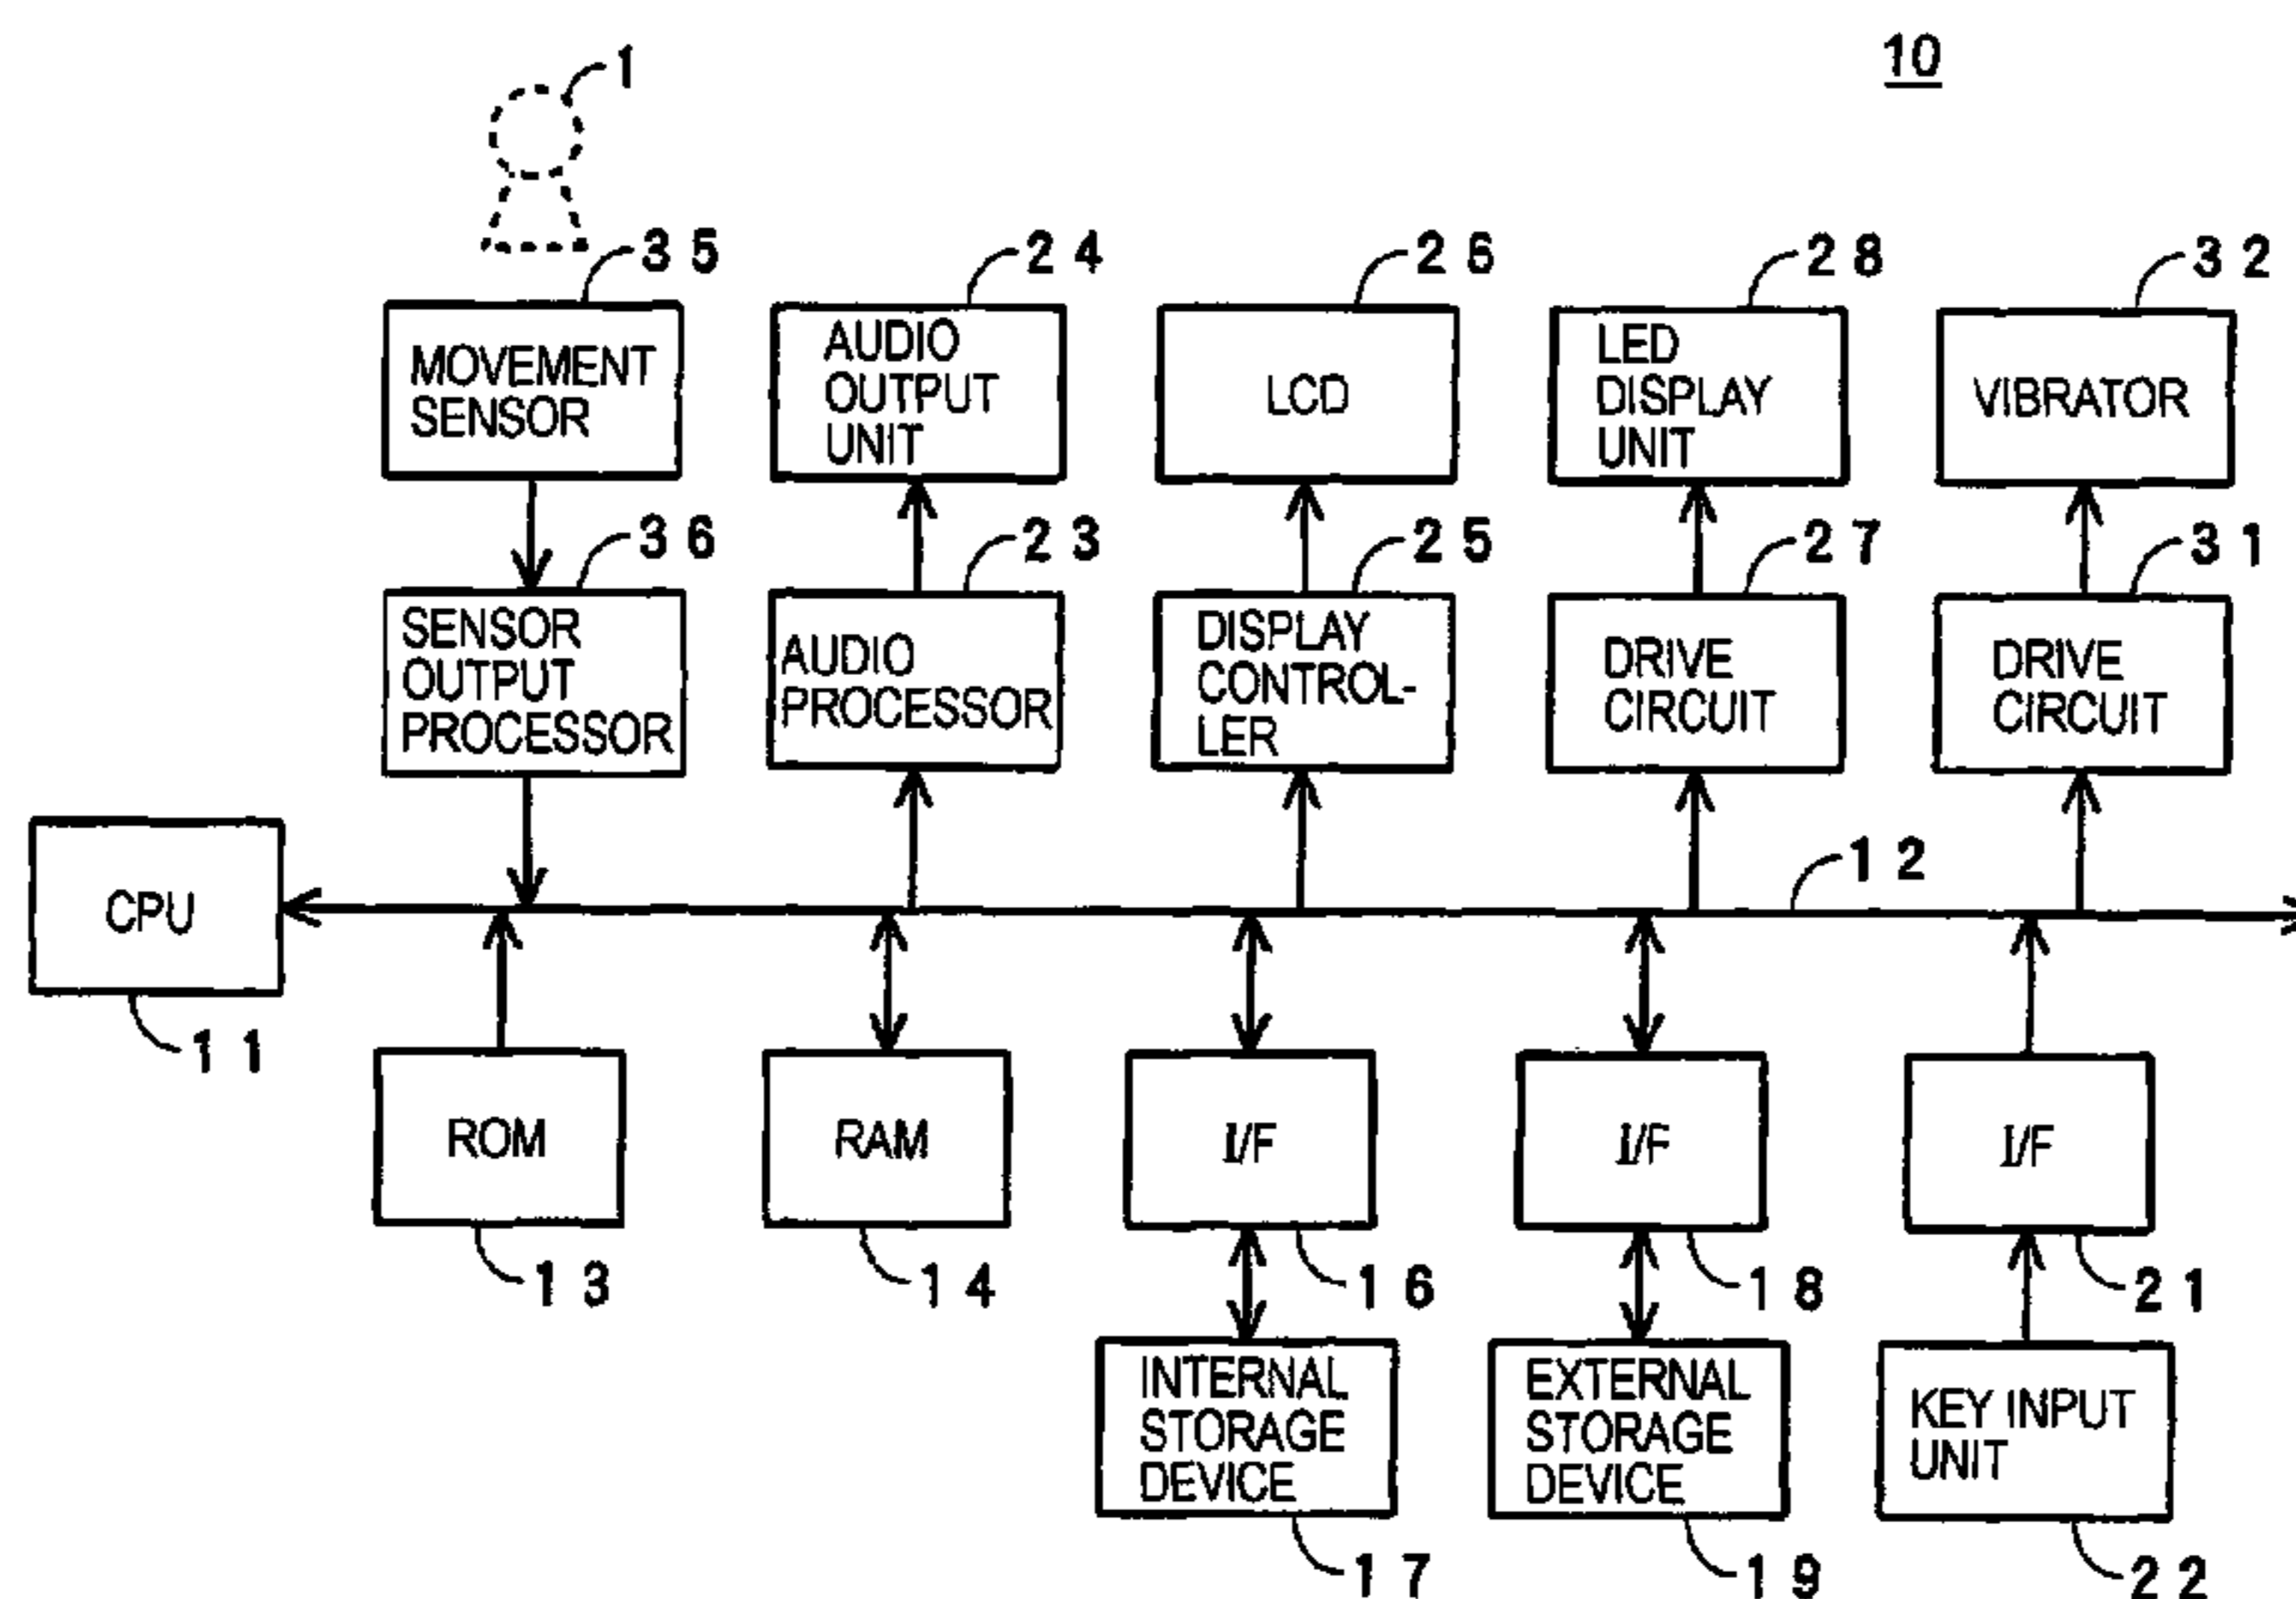 10
1
35
24
26
28
32
MOVEMENT
SENSOR
AUDIO
OUTPUT
UNIT
LCD
LED
DISPLAY
UNIT
VIBRATOR
36
23
25
27
31
SENSOR
OUTPUT
PROCESSOR
AUDIO
PROCESSOR
DISPLAY
CONTROL-
LER
DRIVE
CIRCUIT
DRIVE
CIRCUIT
12
CPU
11
ROM
RAM
I/F
I/F
I/F
13
14
16
18
21
INTERNAL
STORAGE
DEVICE
EXTERNAL
STORAGE
DEVICE
KEY INPUT
UNIT
17
19
22